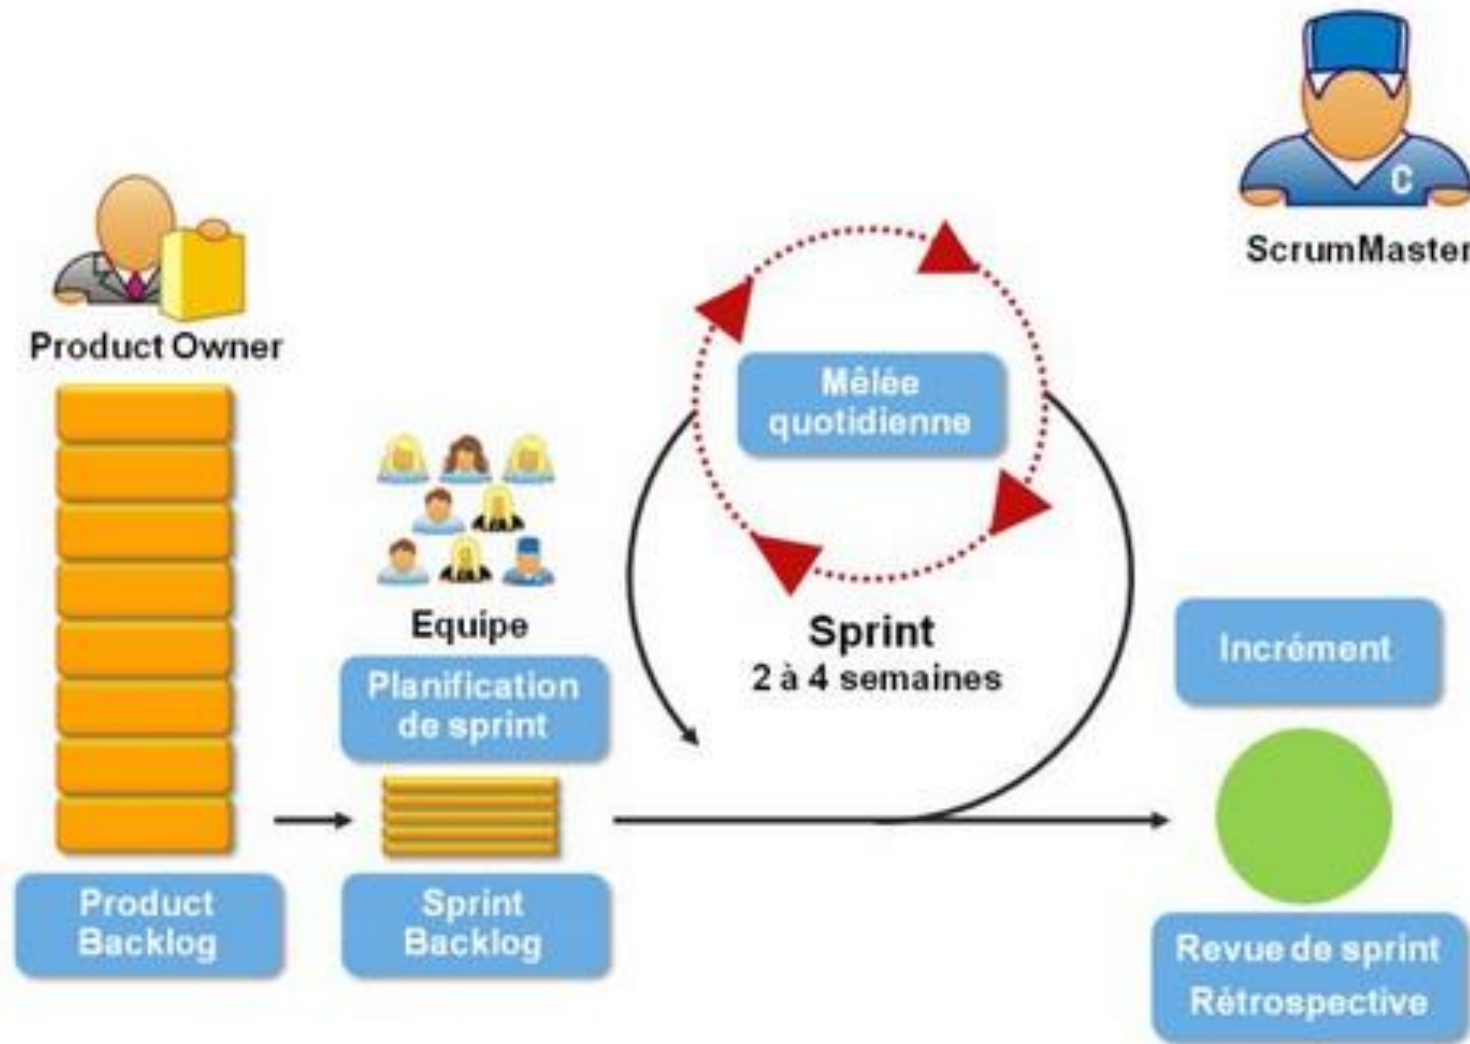 C
ScrumMaster
Product Owner
Mêlée
quotidienne
Equipe
Sprint
2 à 4 semaines
Planification
de sprint
Incrément
Product
Backlog
Sprint
Backlog
Revue de sprint
Rétrospective